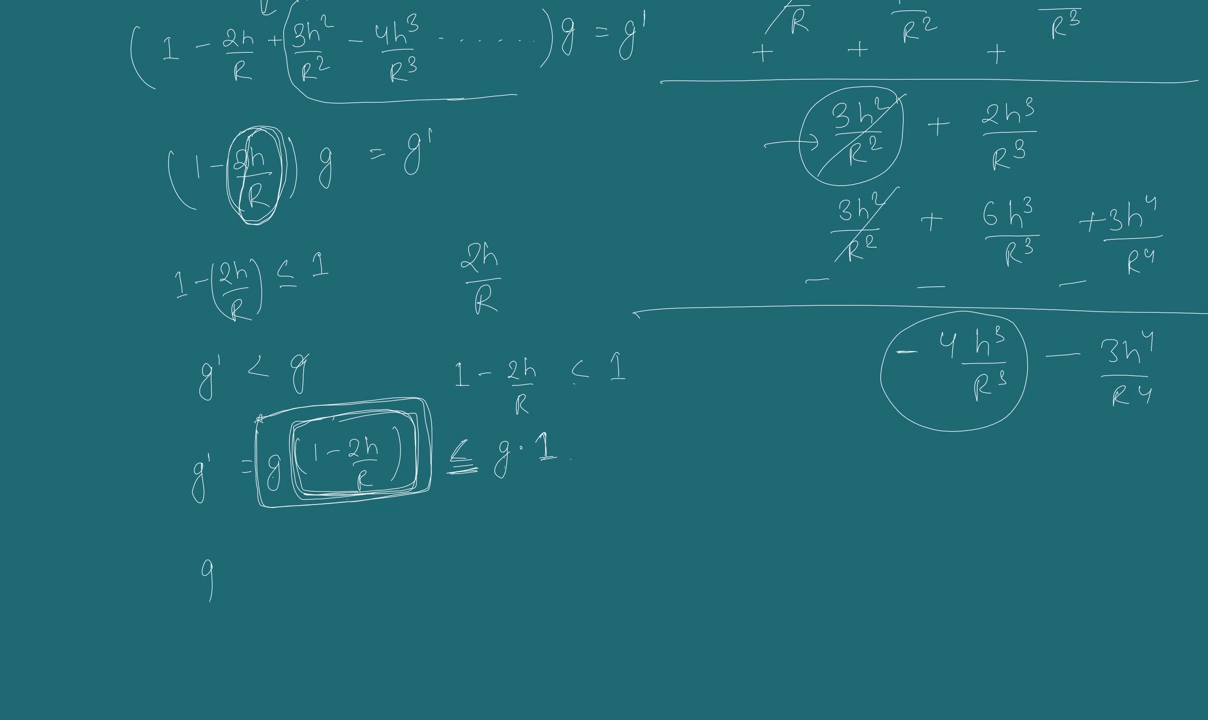 (1 - 2h/R + 3h²/R² - 4h³/R³ .......) g = g'
(1 - 2h/R) g = g'
1 - (2h/R) ≤ 1
2h/R
g' < g
1 - 2h/R < 1
g' = g (1 - 2h/R) ≤ g · 1
g
R R² R³
+ + +
3h²/R² + 2h³/R³
3h²/R² + 6h³/R³ + 3h⁴/R⁴
- - -
- 4h³/R³ - 3h⁴/R⁴